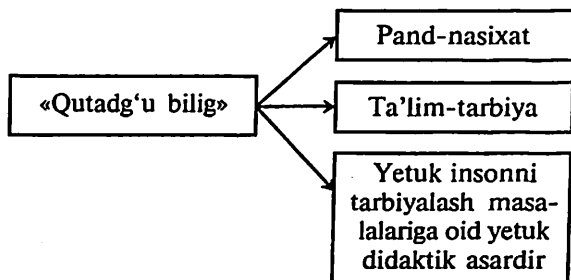 Pand-nasixat
«Qutadg‘u bilig»
Ta’lim-tarbiya
Yetuk insonni
tarbiyalash masa-
lalariga oid yetuk
didaktik asardir